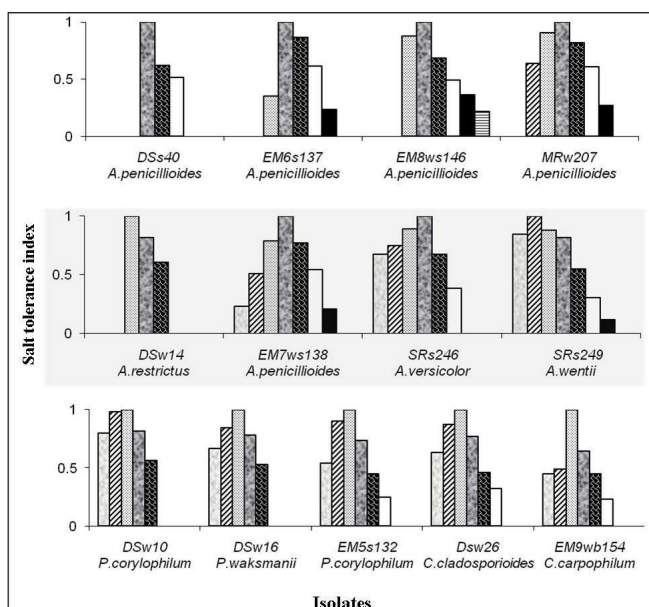 1
0.5
0
DSs40 EM6s137 EM8ws146 MRw207
A.penicillioides A.penicillioides A.penicillioides A.penicillioides
Salt tolerance index
1
0.5
0
DSw14 EM7ws138 SRs246 SRs249
A.restrictus A.penicillioides A.versicolor A.wentii
1
0.5
0
DSw10 DSw16 EM5s132 Dsw26 EM9wb154
P.corylophilum P.waksmanii P.corylophilum C.cladosporioides C.carpophilum
Isolates